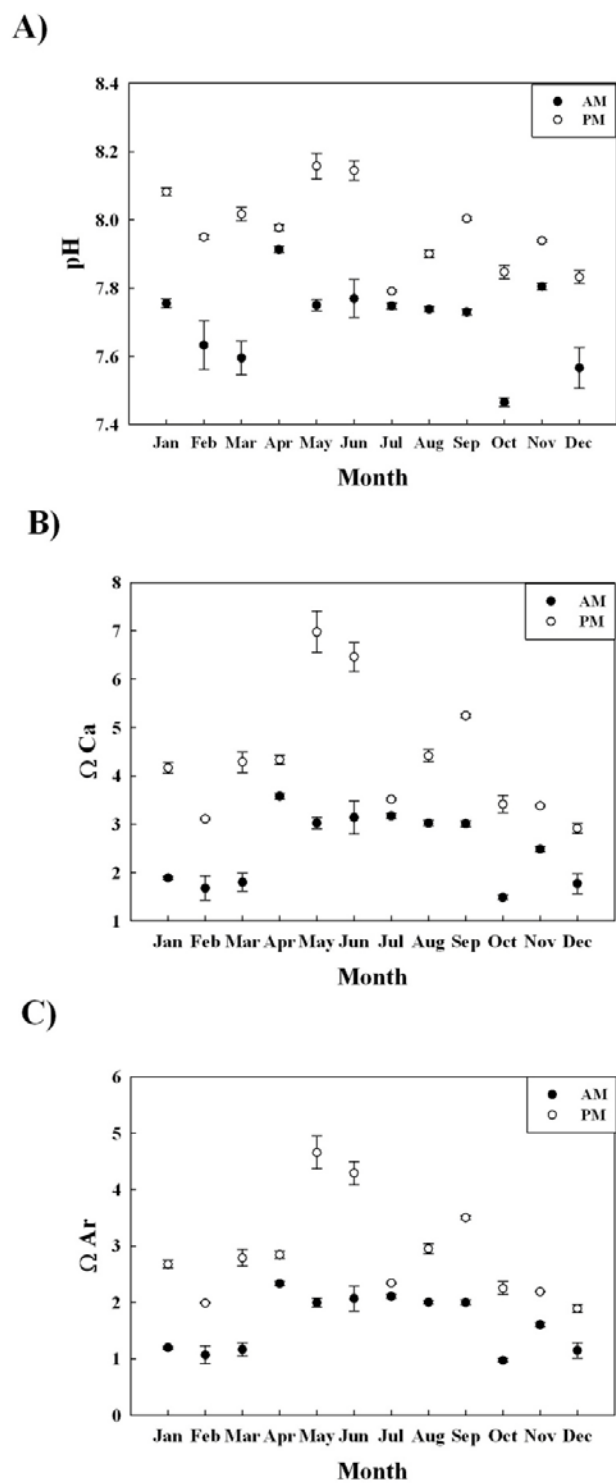 A)
8.4
8.2
8.0
7.8
7.6
7.4
pH
AM
PM
Jan Feb Mar Apr May Jun Jul Aug Sep Oct Nov Dec
Month
B)
8
7
6
5
4
3
2
1
Ω Ca
AM
PM
Jan Feb Mar Apr May Jun Jul Aug Sep Oct Nov Dec
Month
C)
6
5
4
3
2
1
0
Ω Ar
AM
PM
Jan Feb Mar Apr May Jun Jul Aug Sep Oct Nov Dec
Month